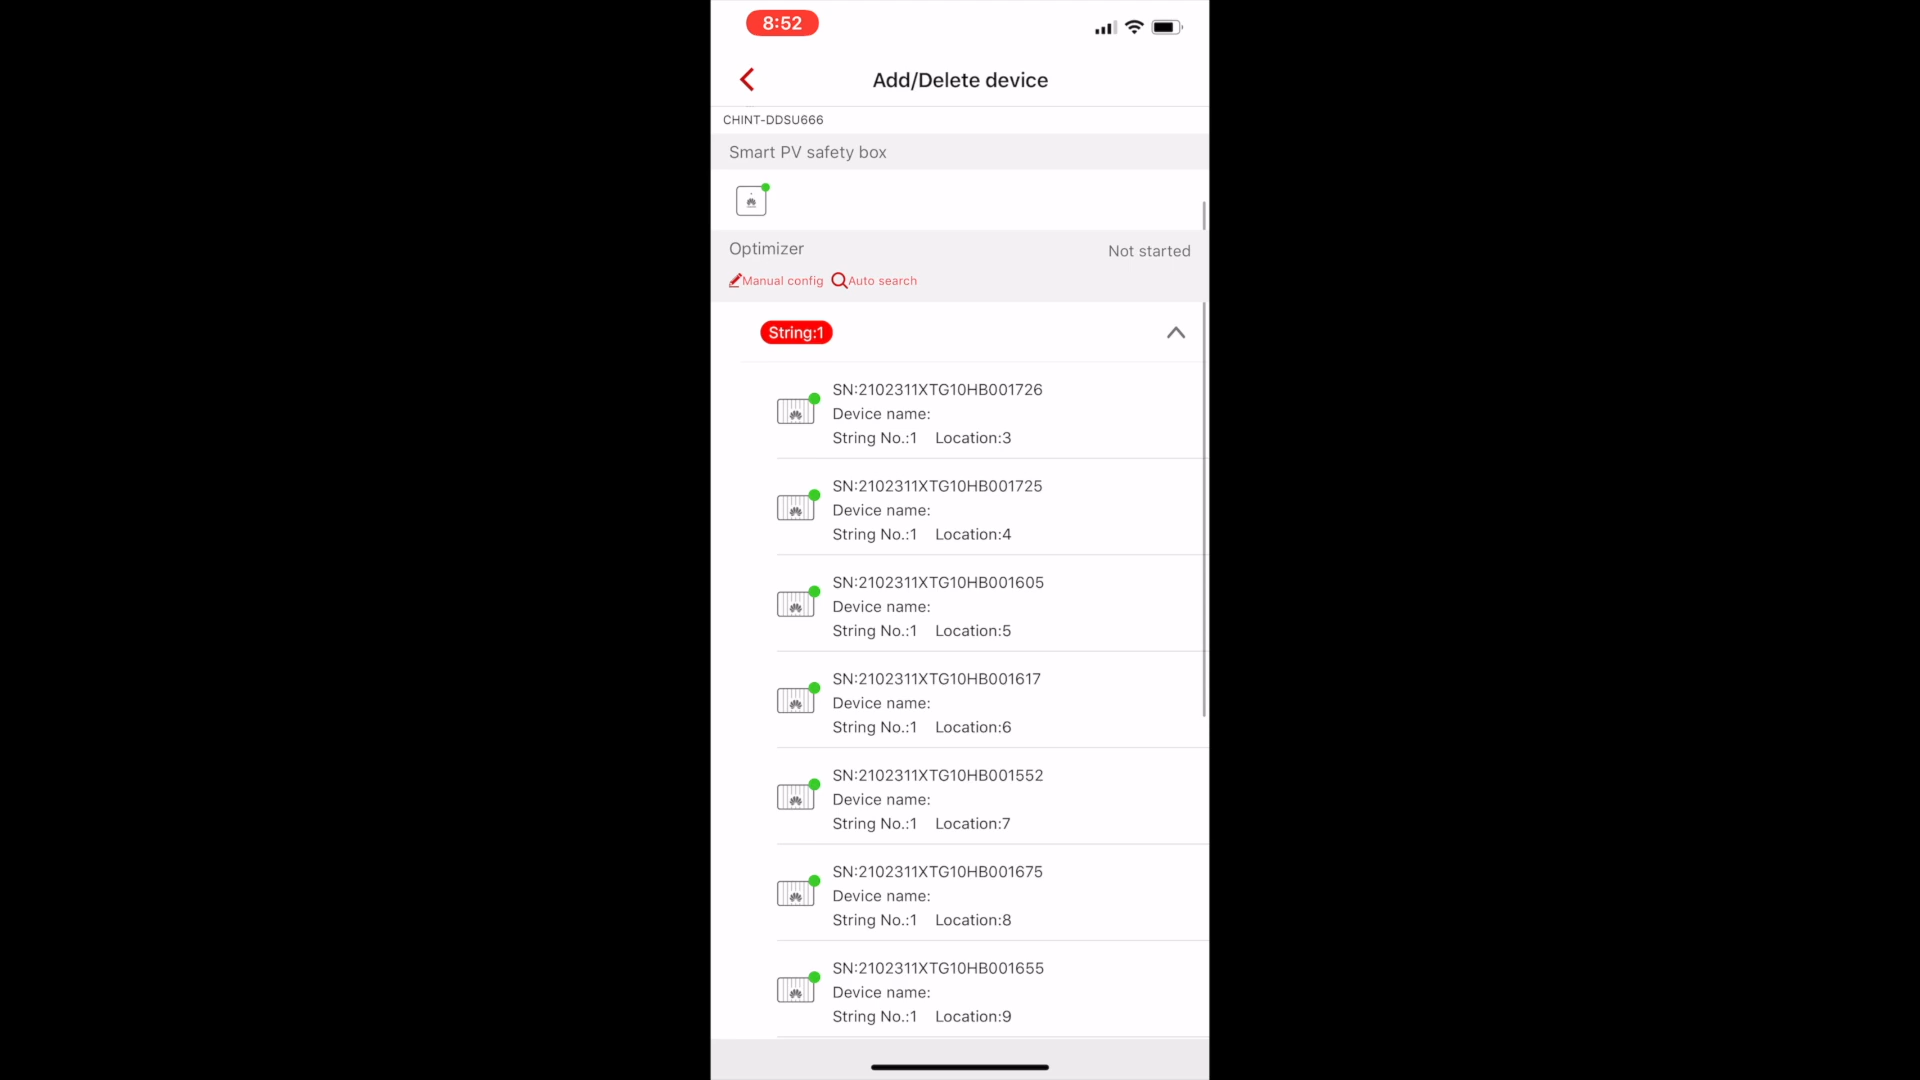 8:52
Add/Delete device
CHINT-DDSU666
Smart PV safety box
Optimizer
Not started
Manual config Auto search
String:1
SN:2102311XTG10HB001726
Device name:
String No.:1 Location:3
SN:2102311XTG10HB001725
Device name:
String No.:1 Location:4
SN:2102311XTG10HB001605
Device name:
String No.:1 Location:5
SN:2102311XTG10HB001617
Device name:
String No.:1 Location:6
SN:2102311XTG10HB001552
Device name:
String No.:1 Location:7
SN:2102311XTG10HB001675
Device name:
String No.:1 Location:8
SN:2102311XTG10HB001655
Device name:
String No.:1 Location:9